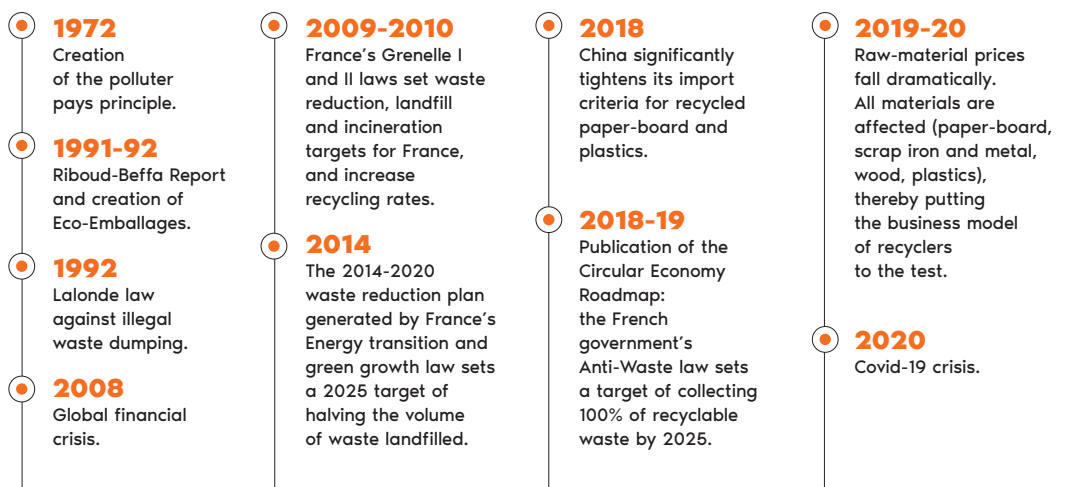 1972
Creation
of the polluter
pays principle.
1991-92
Riboud-Beffa Report
and creation of
Eco-Emballages.
1992
Lalonde law
against illegal
waste dumping.
2008
Global financial
crisis.
2009-2010
France's Grenelle I
and II laws set waste
reduction, landfill
and incineration
targets for France,
and increase
recycling rates.
2014
The 2014-2020
waste reduction plan
generated by France's
Energy transition and
green growth law sets
a 2025 target of
halving the volume
of waste landfilled.
2018
China significantly
tightens its import
criteria for recycled
paper-board and
plastics.
2018-19
Publication of the
Circular Economy
Roadmap:
the French
government's
Anti-Waste law sets
a target of collecting
100% of recyclable
waste by 2025.
2019-20
Raw-material prices
fall dramatically.
All materials are
affected (paper-board,
scrap iron and metal,
wood, plastics),
thereby putting
the business model
of recyclers
to the test.
2020
Covid-19 crisis.